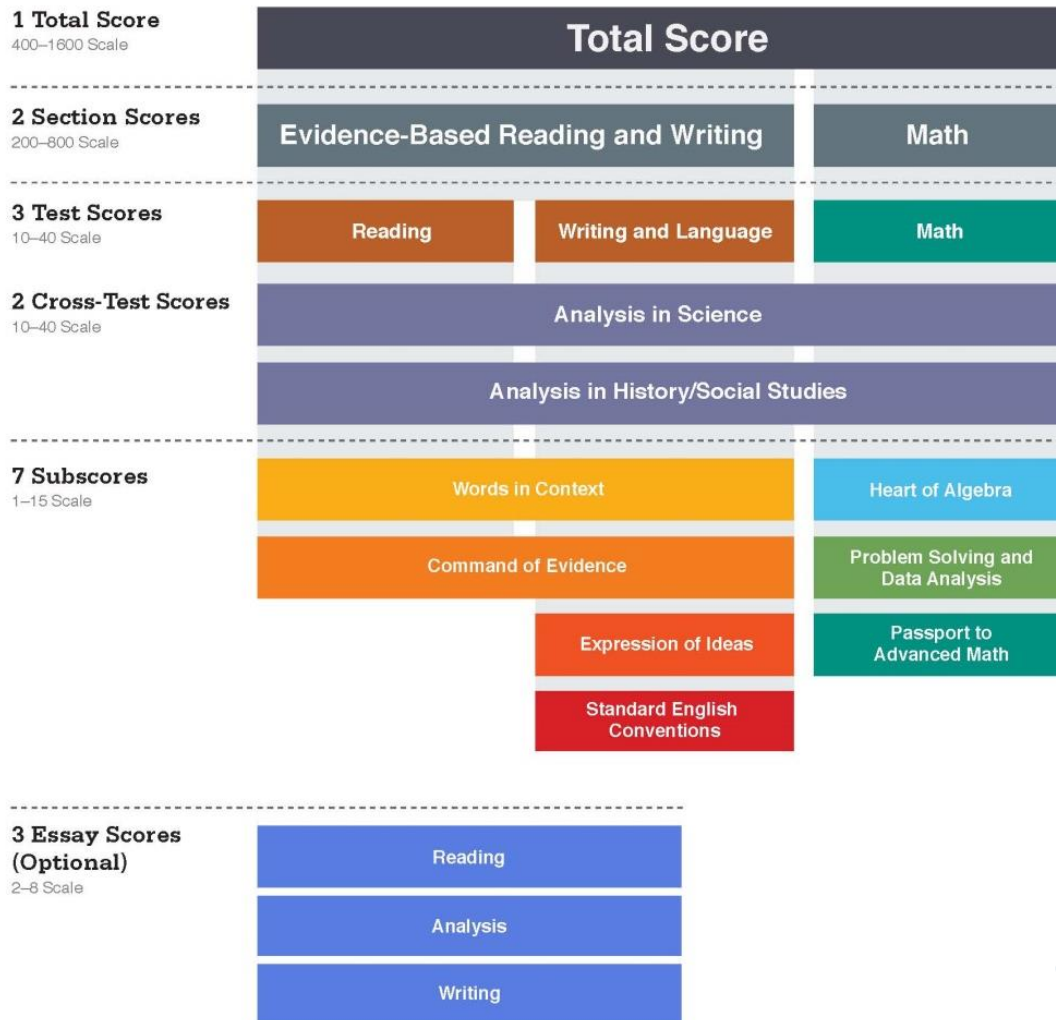 1 Total Score
400–1600 Scale
Total Score
2 Section Scores
200–800 Scale
Evidence-Based Reading and Writing
Math
3 Test Scores
10–40 Scale
Reading
Writing and Language
Math
2 Cross-Test Scores
10–40 Scale
Analysis in Science
Analysis in History/Social Studies
7 Subscores
1–15 Scale
Words in Context
Heart of Algebra
Command of Evidence
Problem Solving and
Data Analysis
Expression of Ideas
Passport to
Advanced Math
Standard English
Conventions
3 Essay Scores
(Optional)
2–8 Scale
Reading
Analysis
Writing